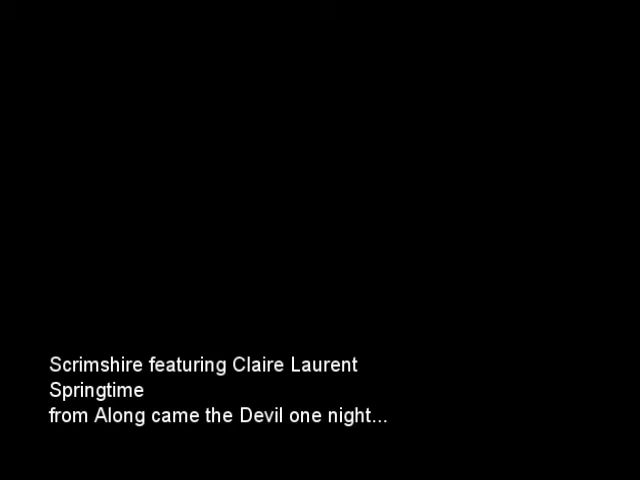 Scrimshire featuring Claire Laurent
Springtime
from Along came the Devil one night...